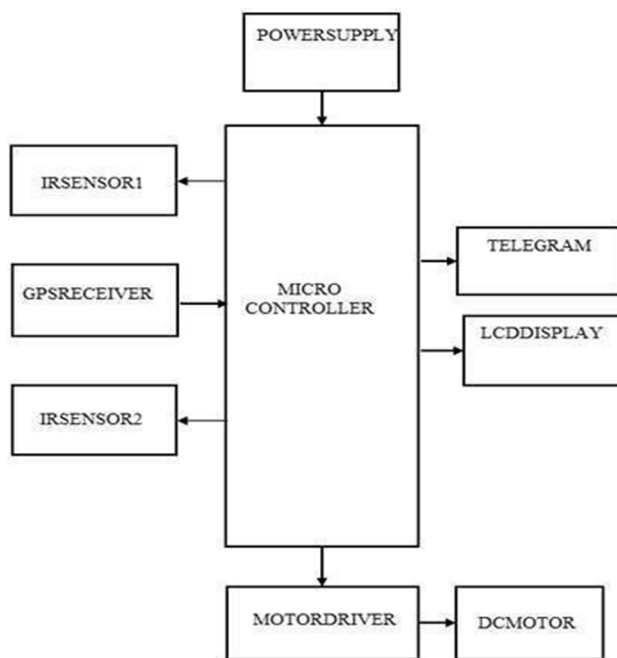 POWERSUPPLY
IRSENSOR1
TELEGRAM
GPSRECEIVER
MICRO
CONTROLLER
LCDDISPLAY
IRSENSOR2
MOTORDRIVER
DCMOTOR